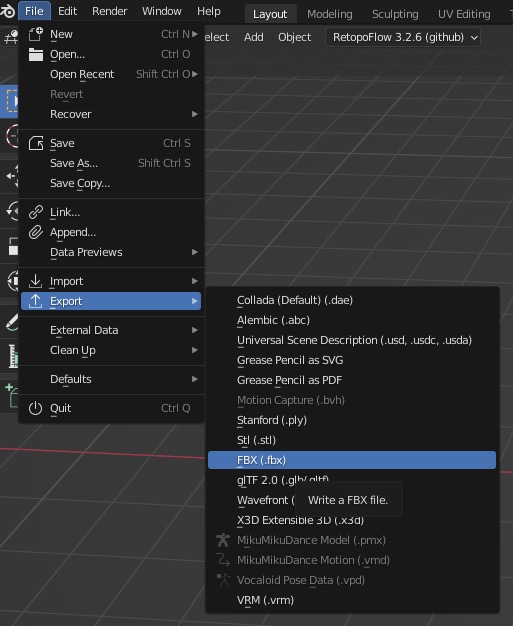 File Edit Render Window Help Layout Modeling Sculpting UV Editing
Add Object RetopoFlow 3.2.6 (github)
New Ctrl N
Open... Ctrl O
Open Recent Shift Ctrl O
Revert
Recover
Save Ctrl S
Save As... Shift Ctrl S
Save Copy...
Link...
Append...
Data Previews
Import
Export
External Data
Clean Up
Defaults
Quit Ctrl Q
Collada (Default) (.dae)
Alembic (.abc)
Universal Scene Description (.usd, .usdc, .usda)
Grease Pencil as SVG
Grease Pencil as PDF
Motion Capture (.bvh)
Stanford (.ply)
Stl (.stl)
FBX (.fbx)
glTF 2.0 (.glb/.gltf)
Wavefront (
Write a FBX file.
X3D Extensible 3D (.x3d)
MikuMikuDance Model (.pmx)
MikuMikuDance Motion (.vmd)
Vocaloid Pose Data (.vpd)
VRM (.vrm)